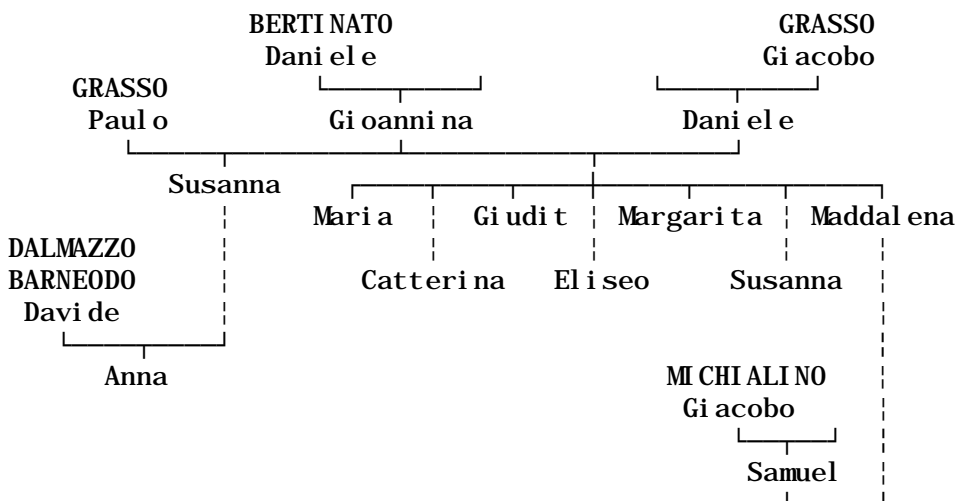 BERTINATO GRASSO
Daniele Giacobo
GRASSO
Paulo Gioannina Daniele
Susanna
Maria Giudit Margarita Maddalena
DALMAZZO
BARNEODO Catterina Eliseo Susanna
Davide
Anna MICHIALINO
Giacobo
Samuel